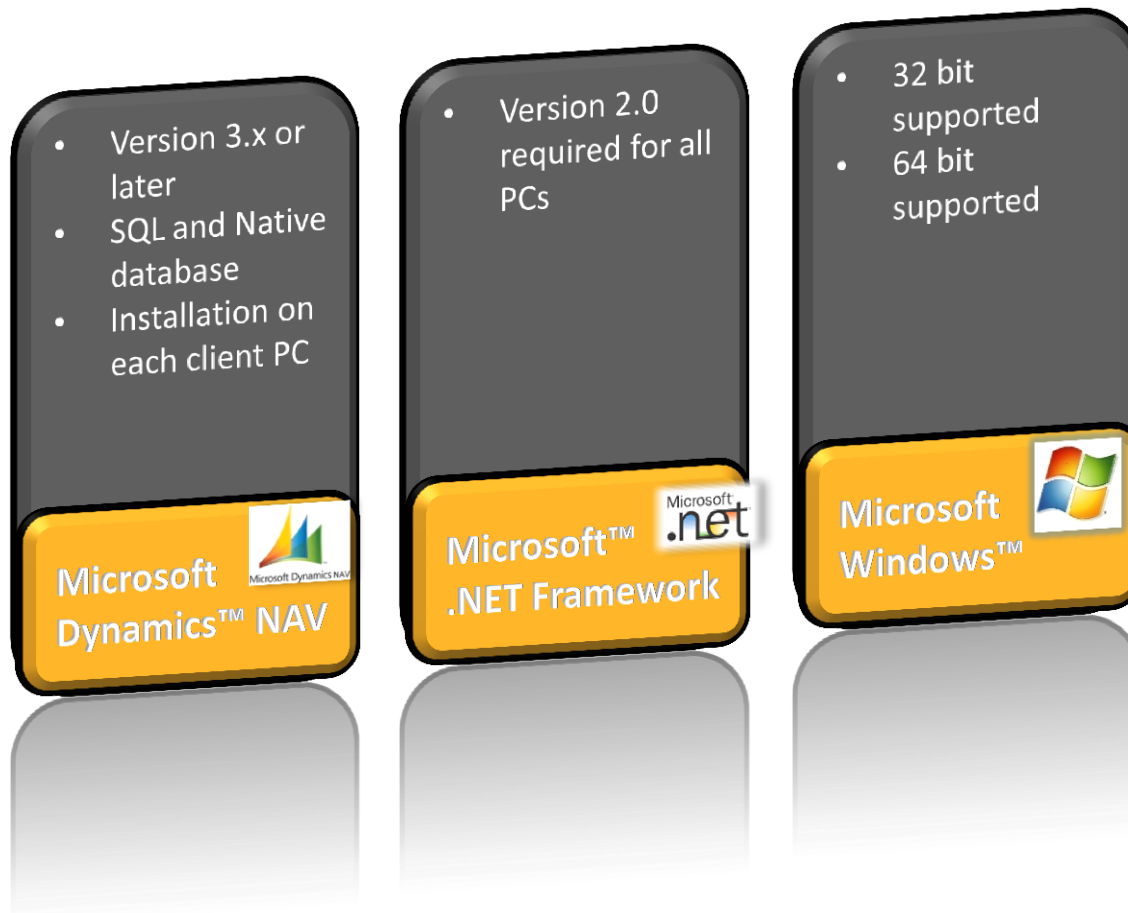 • Version 3.x or
later
• SQL and Native
database
• Installation on
each client PC
Microsoft Dynamics NAV
Microsoft
Dynamics™ NAV
• Version 2.0
required for all
PCs
Microsoft
.net
Microsoft™
.NET Framework
• 32 bit
supported
• 64 bit
supported
Microsoft
Windows™